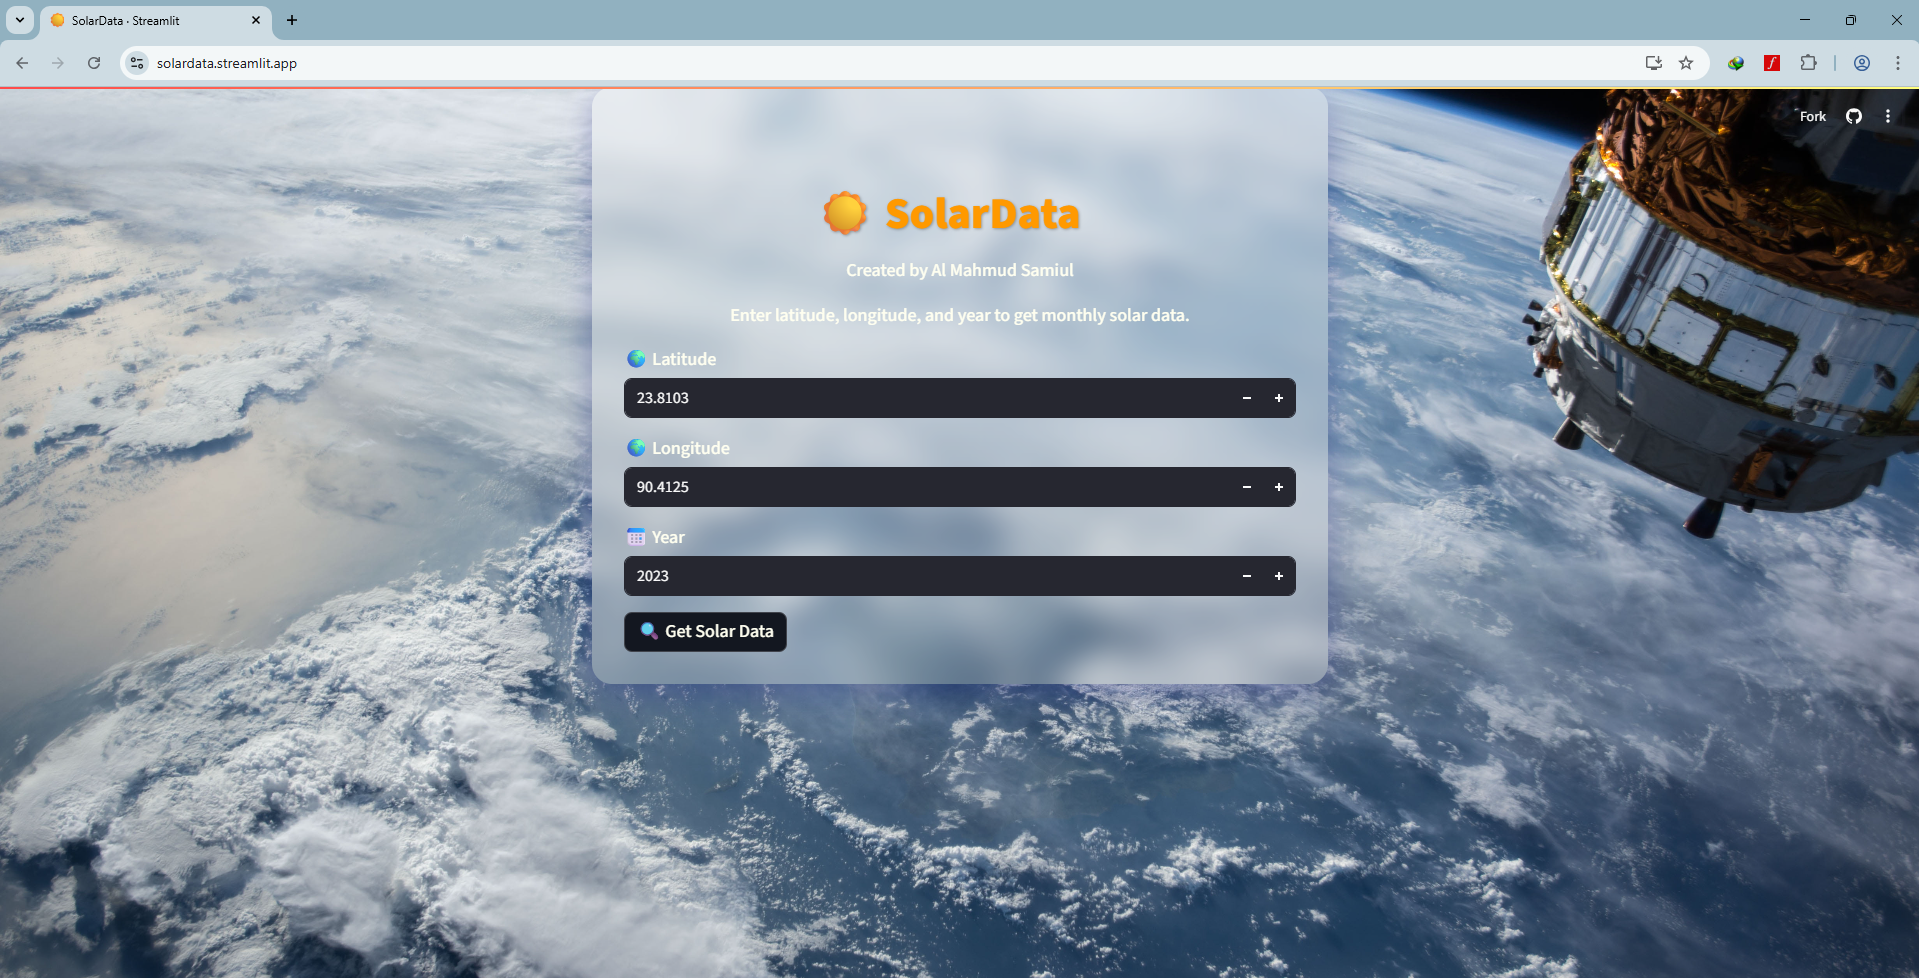 SolarData · Streamlit
solardata.streamlit.app
Fork
SolarData
Created by Al Mahmud Samiul
Enter latitude, longitude, and year to get monthly solar data.
Latitude
23.8103
Longitude
90.4125
Year
2023
Get Solar Data